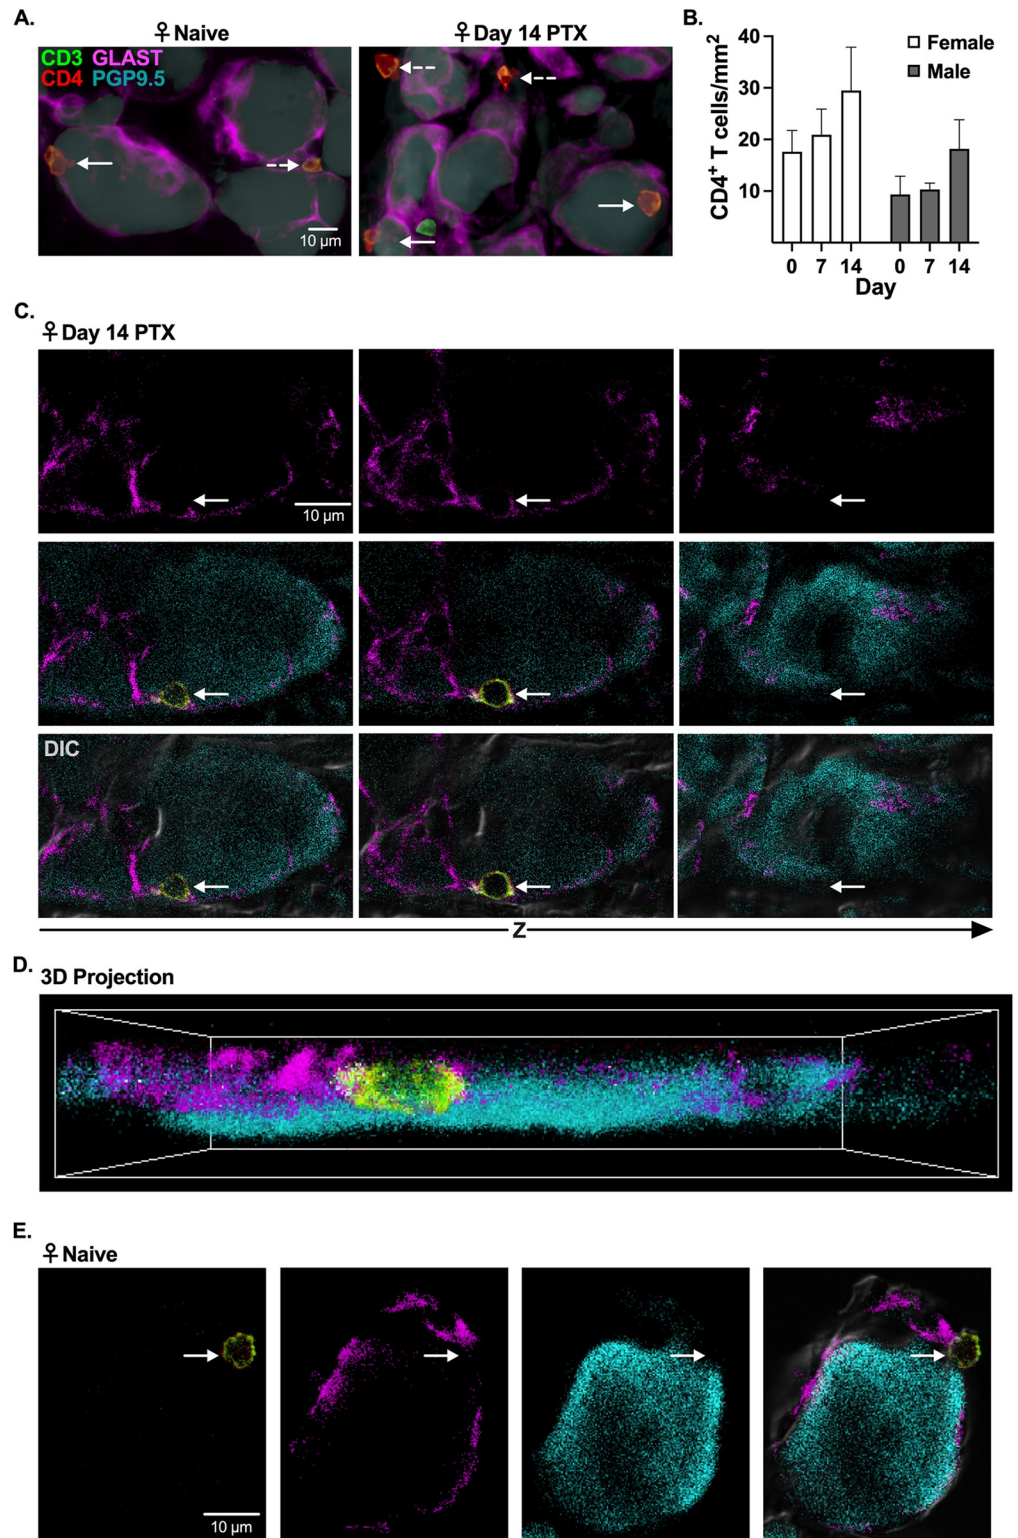 A.
♀Naive
♀Day 14 PTX
CD3 GLAST
CD4 PGP9.5
10 µm
B.
CD4⁺ T cells/mm²
40
30
20
10
Female
Male
0 7 14 0 7 14
Day
C.
♀Day 14 PTX
10 µm
DIC
Z
D.
3D Projection
E.
♀Naive
10 µm